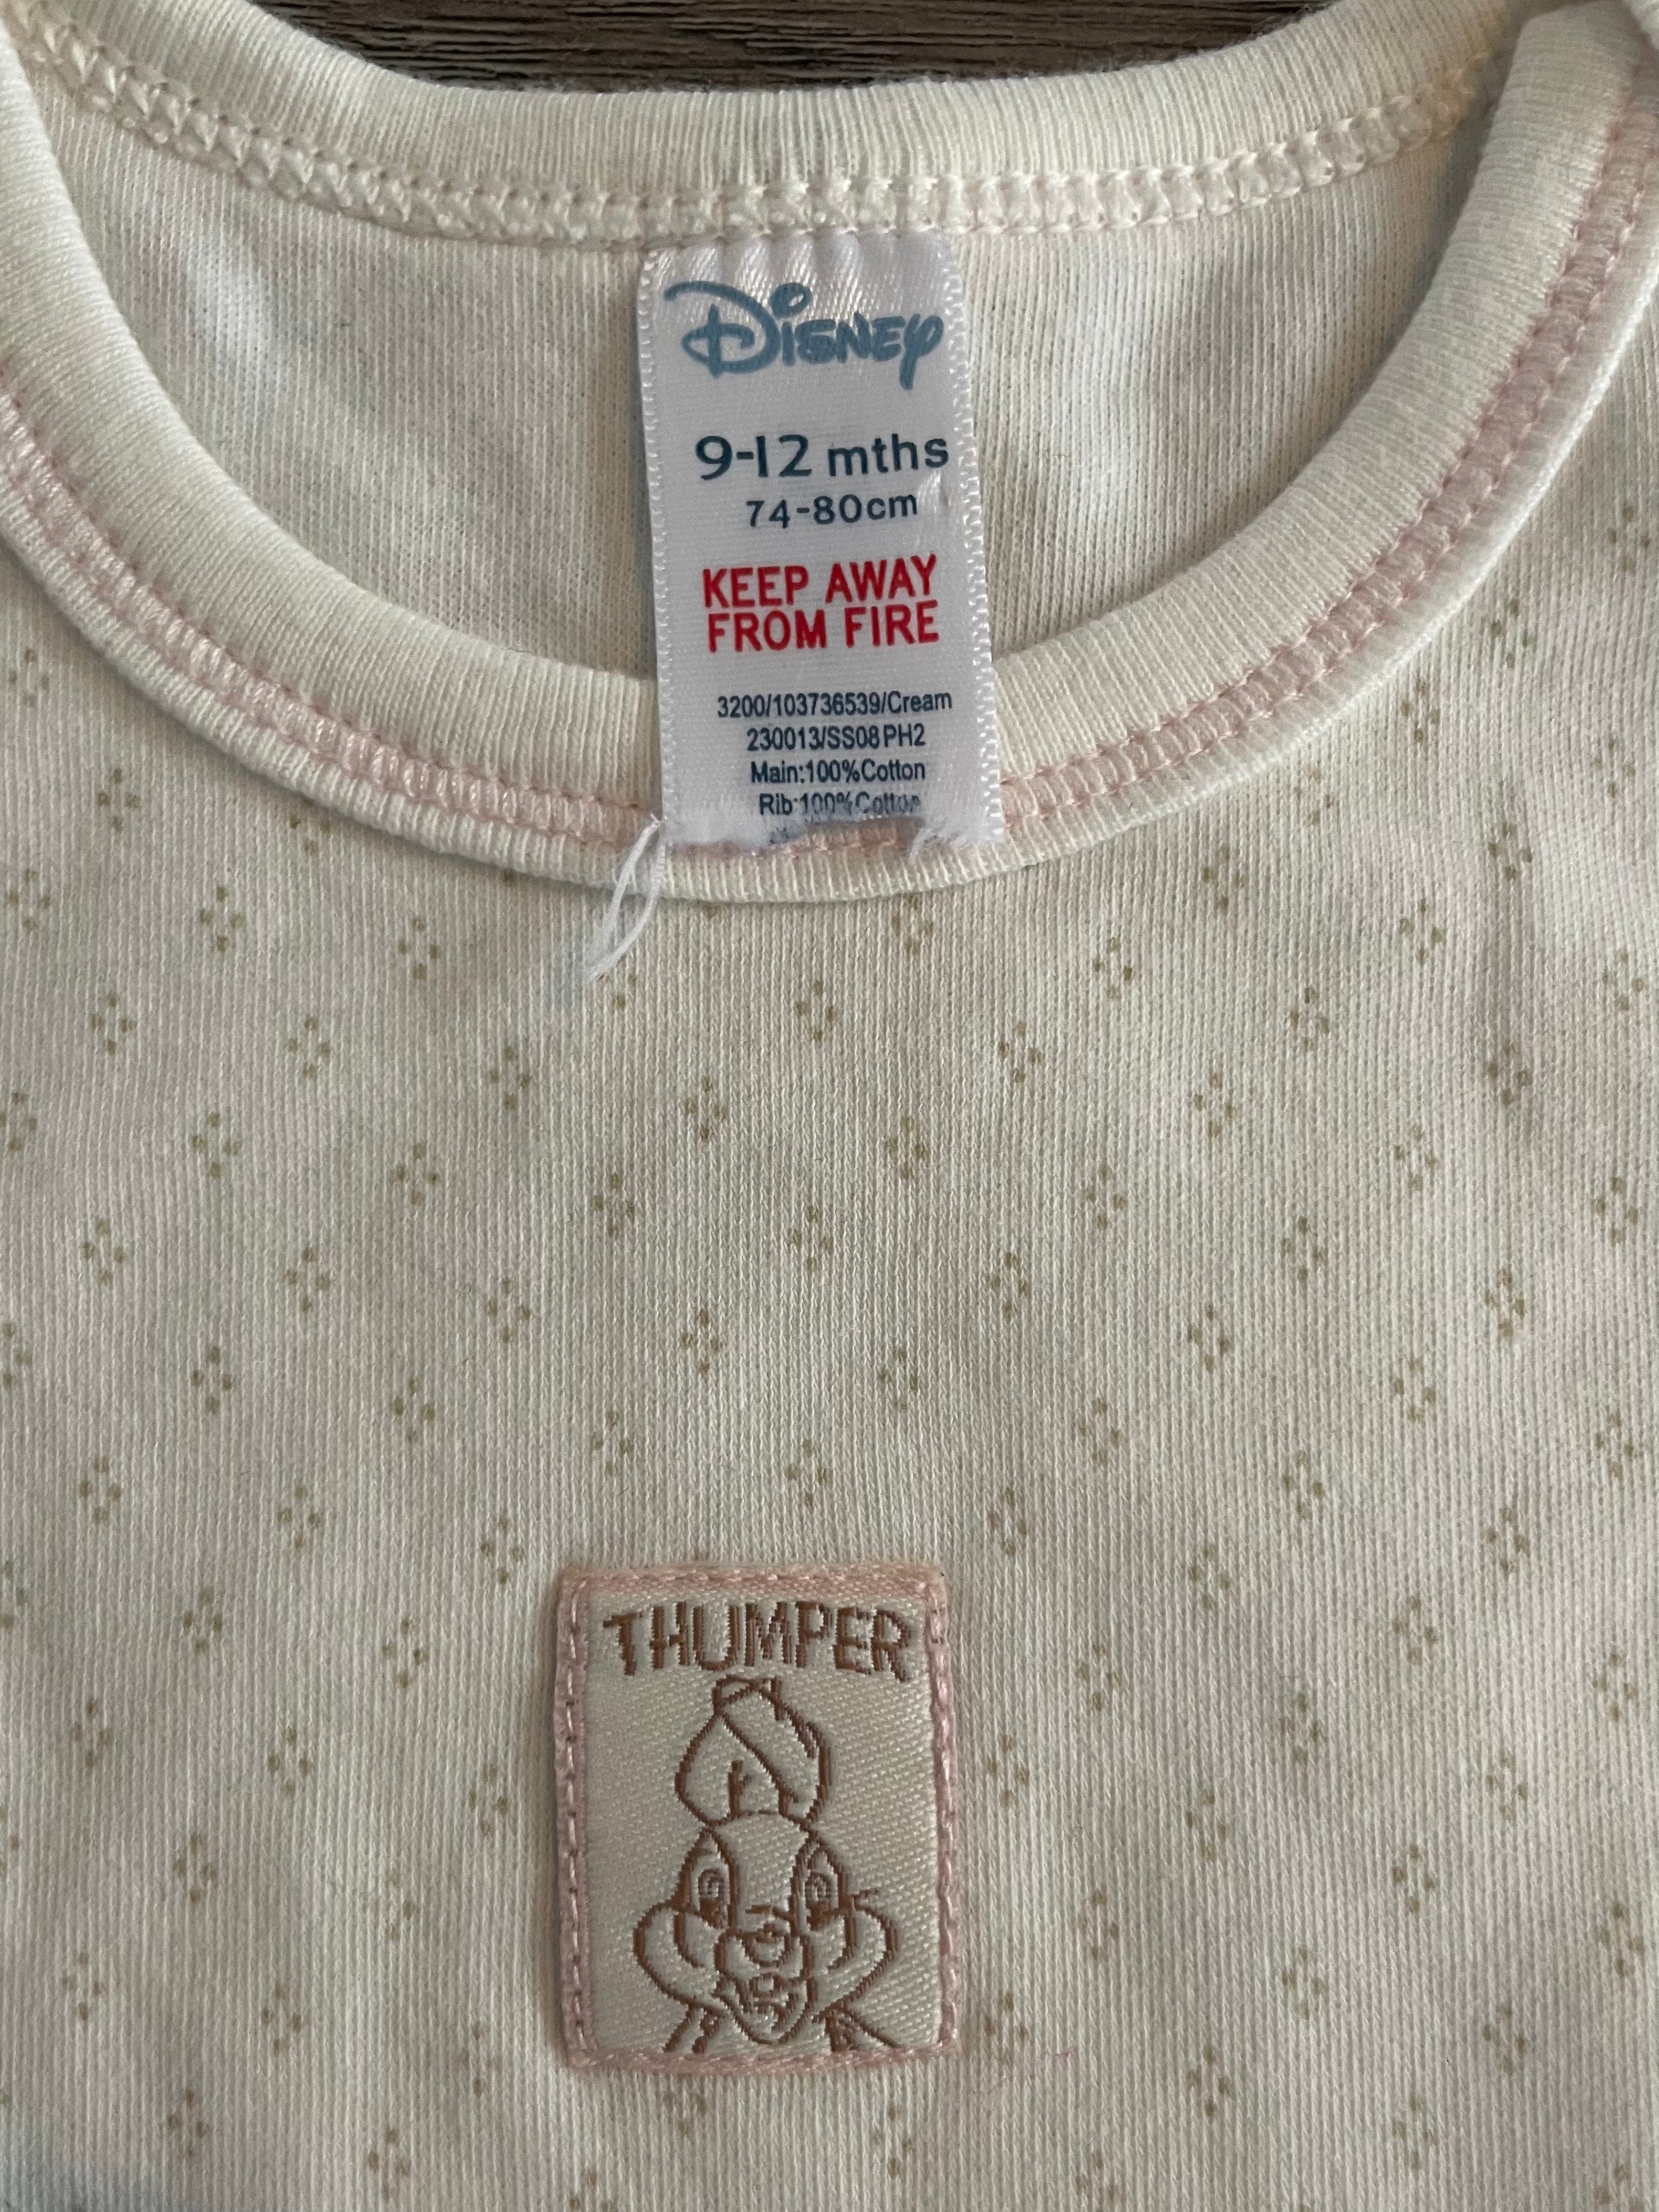 Disney
9-12 mths
74-80cm
KEEP AWAY
FROM FIRE
3200/103736539/Cream
230013/SS08 PH2
Main:100%Cotton
Rib:100%Cotton
THUMPER